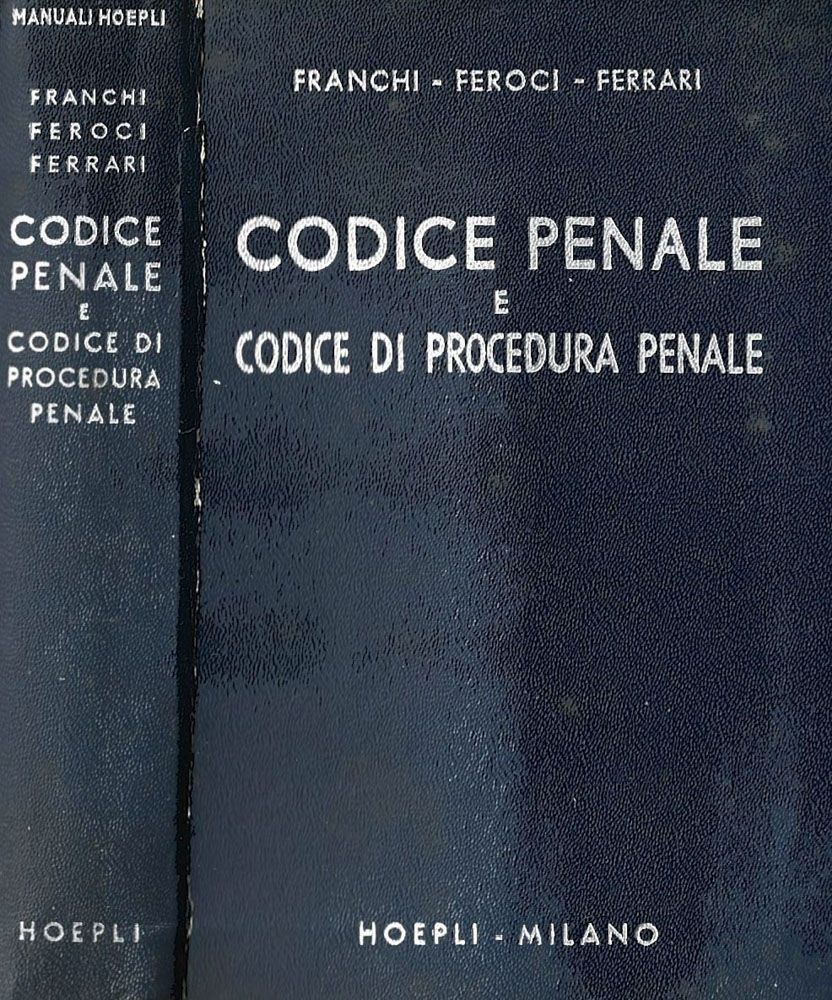 MANUALI HOEPLI
FRANCHI
FEROCI
FERRARI
CODICE
PENALE
E
CODICE DI
PROCEDURA
PENALE
HOEPLI
FRANCHI - FEROCI - FERRARI
CODICE PENALE
E
CODICE DI PROCEDURA PENALE
HOEPLI - MILANO